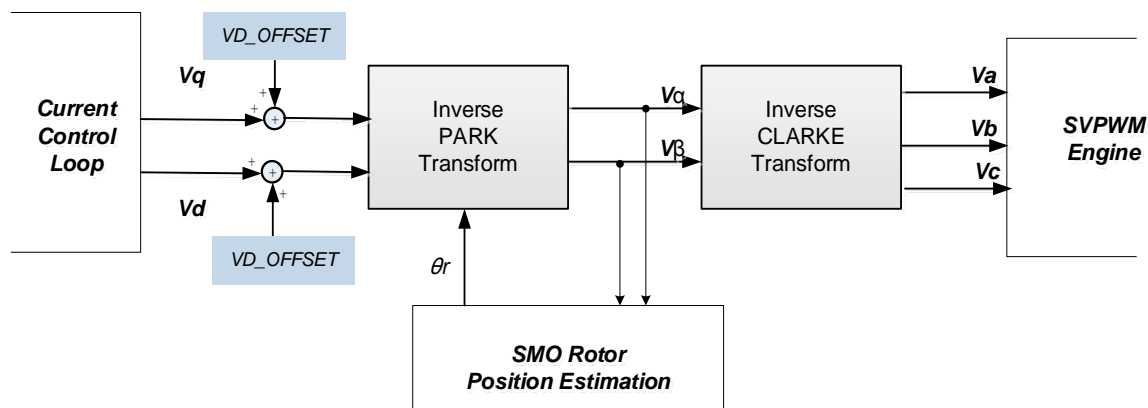 VD_OFFSET
Vq
Current
Control
Loop
+
+
+
Inverse
PARK
Transform
Vα
Vβ
Inverse
CLARKE
Transform
Va
Vb
Vc
SVPWM
Engine
+
+
+
Vd
VD_OFFSET
θr
SMO Rotor
Position Estimation